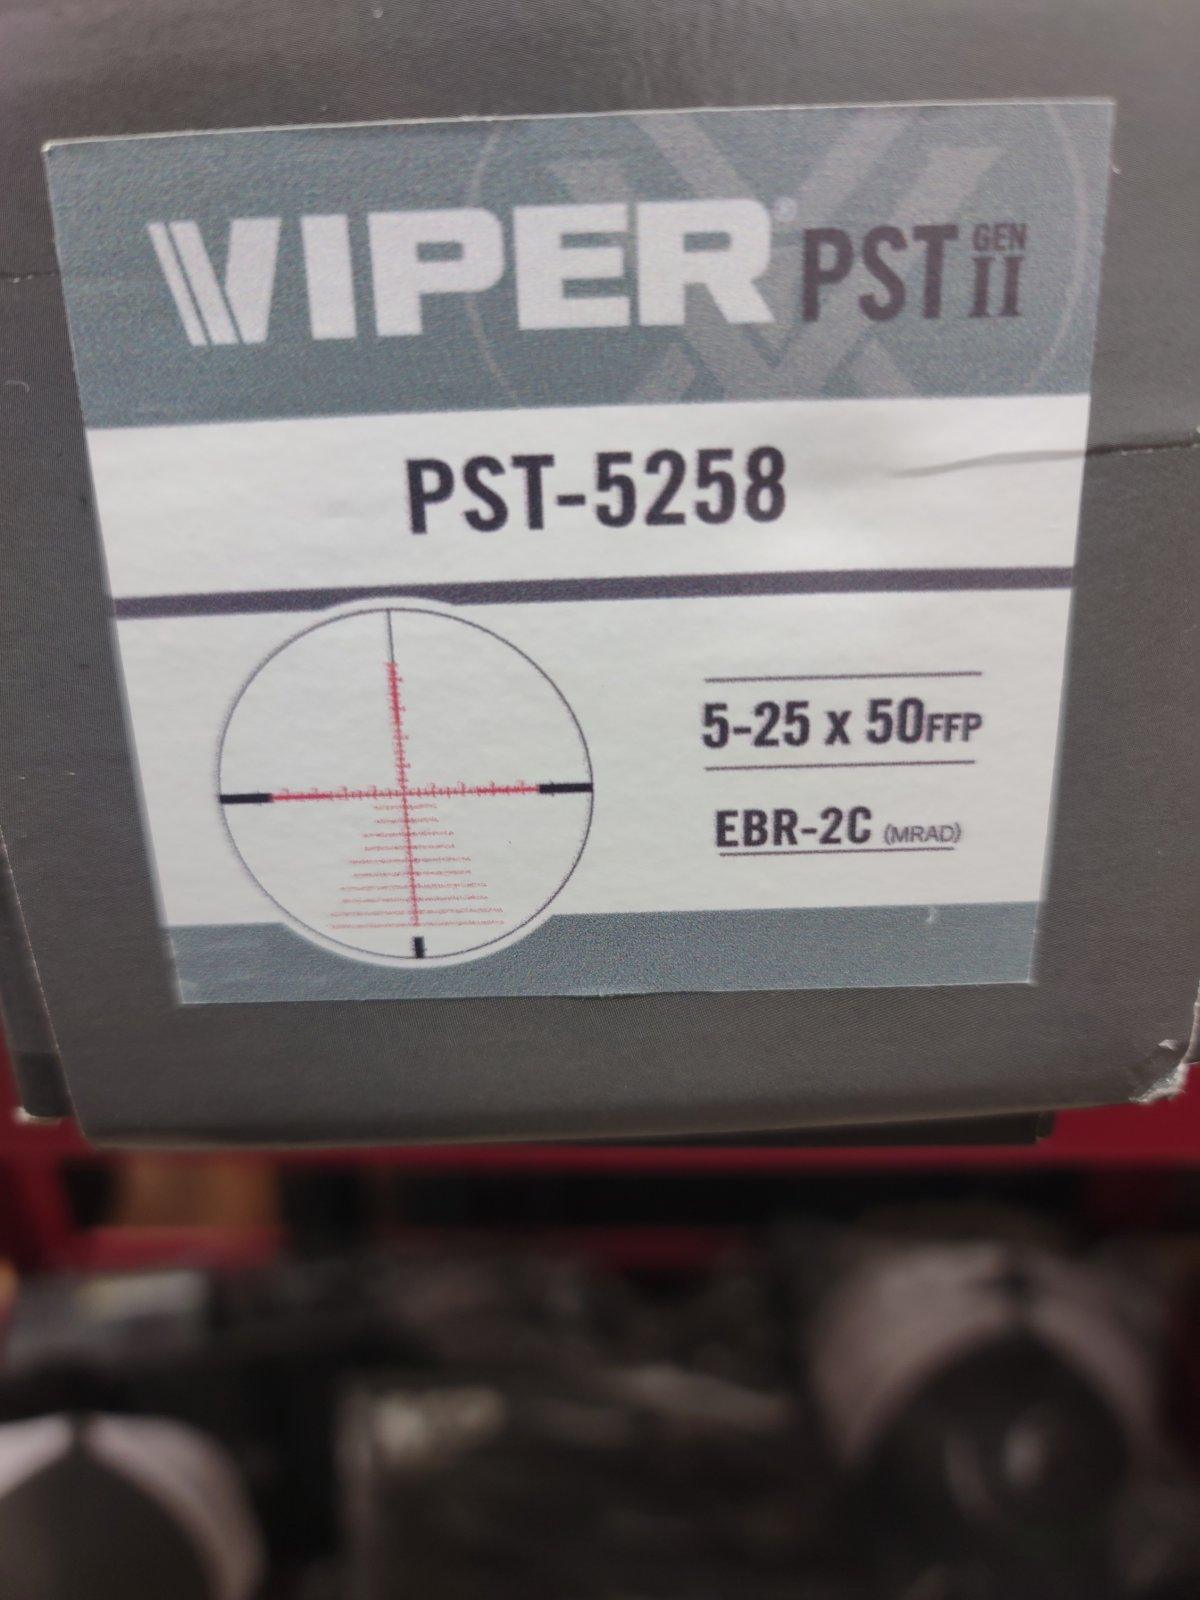 VIPER® PST GEN II
PST-5258
5-25 x 50FFP
EBR-2C (MRAD)